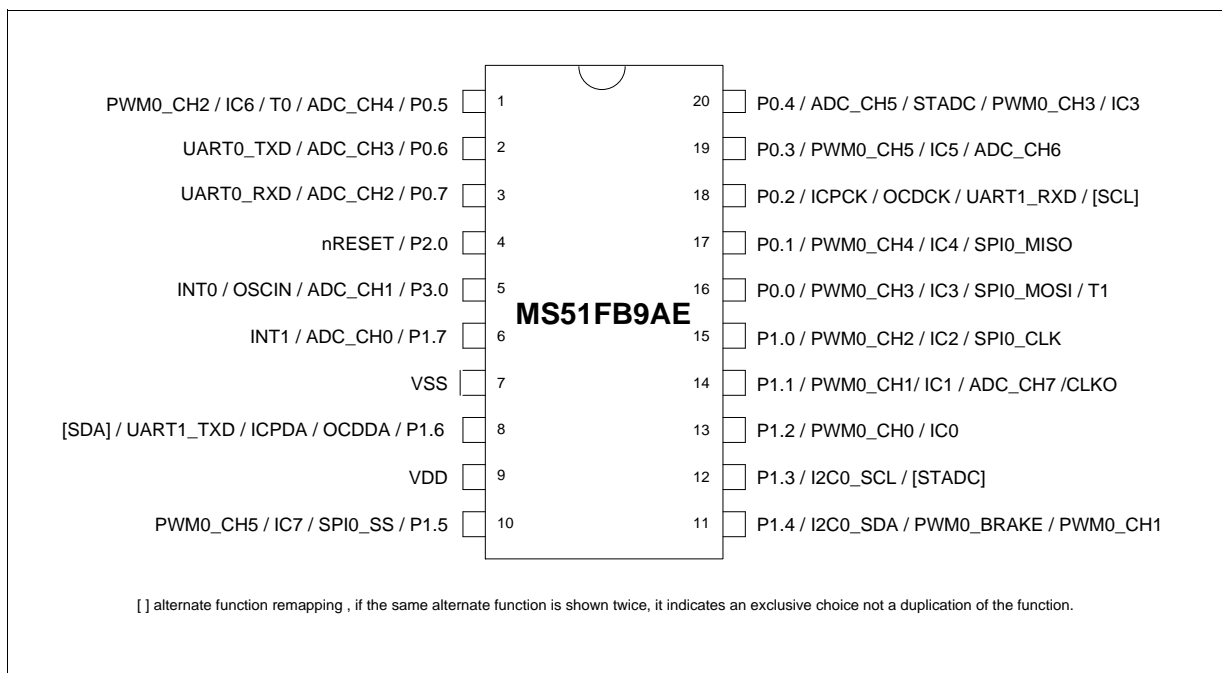 PWM0_CH2 / IC6 / T0 / ADC_CH4 / P0.5 1 20 P0.4 / ADC_CH5 / STADC / PWM0_CH3 / IC3
UART0_TXD / ADC_CH3 / P0.6 2 19 P0.3 / PWM0_CH5 / IC5 / ADC_CH6
UART0_RXD / ADC_CH2 / P0.7 3 18 P0.2 / ICPCK / OCDCK / UART1_RXD / [SCL]
nRESET / P2.0 4 17 P0.1 / PWM0_CH4 / IC4 / SPI0_MISO
INT0 / OSCIN / ADC_CH1 / P3.0 5 16 P0.0 / PWM0_CH3 / IC3 / SPI0_MOSI / T1
MS51FB9AE
INT1 / ADC_CH0 / P1.7 6 15 P1.0 / PWM0_CH2 / IC2 / SPI0_CLK
VSS 7 14 P1.1 / PWM0_CH1/ IC1 / ADC_CH7 /CLKO
[SDA] / UART1_TXD / ICPDA / OCDDA / P1.6 8 13 P1.2 / PWM0_CH0 / IC0
VDD 9 12 P1.3 / I2C0_SCL / [STADC]
PWM0_CH5 / IC7 / SPI0_SS / P1.5 10 11 P1.4 / I2C0_SDA / PWM0_BRAKE / PWM0_CH1
[ ] alternate function remapping , if the same alternate function is shown twice, it indicates an exclusive choice not a duplication of the function.